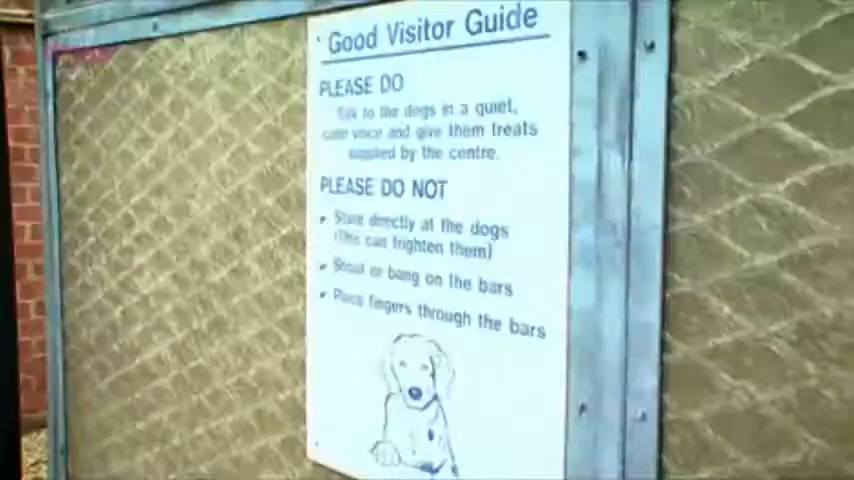 Good Visitor Guide
PLEASE DO
Talk to the dogs in a quiet,
calm voice and give them treats
supplied by the centre.
PLEASE DO NOT
Stare directly at the dogs
(This can frighten them)
Shout or bang on the bars
Place fingers through the bars